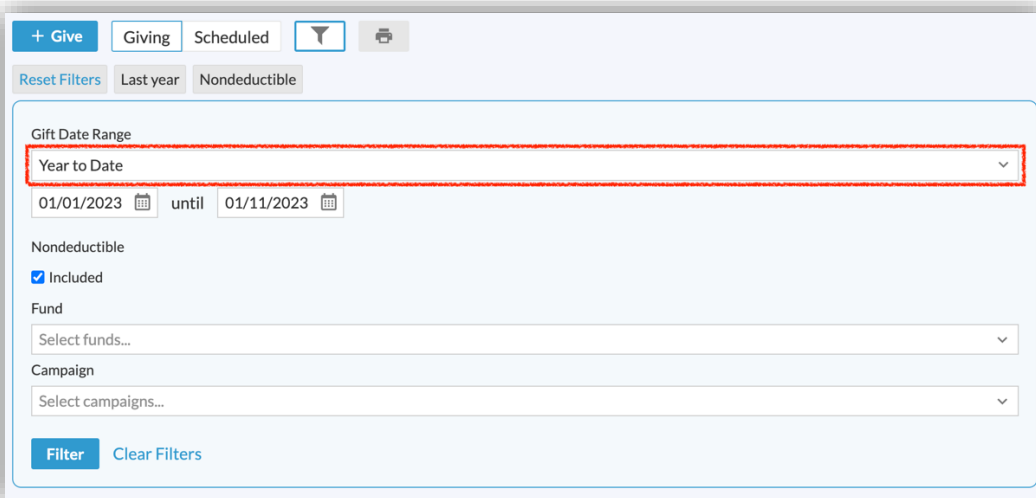 + Give Giving Scheduled
Reset Filters Last year Nondeductible
Gift Date Range
Year to Date
01/01/2023 until 01/11/2023
Nondeductible
Included
Fund
Select funds...
Campaign
Select campaigns...
Filter Clear Filters